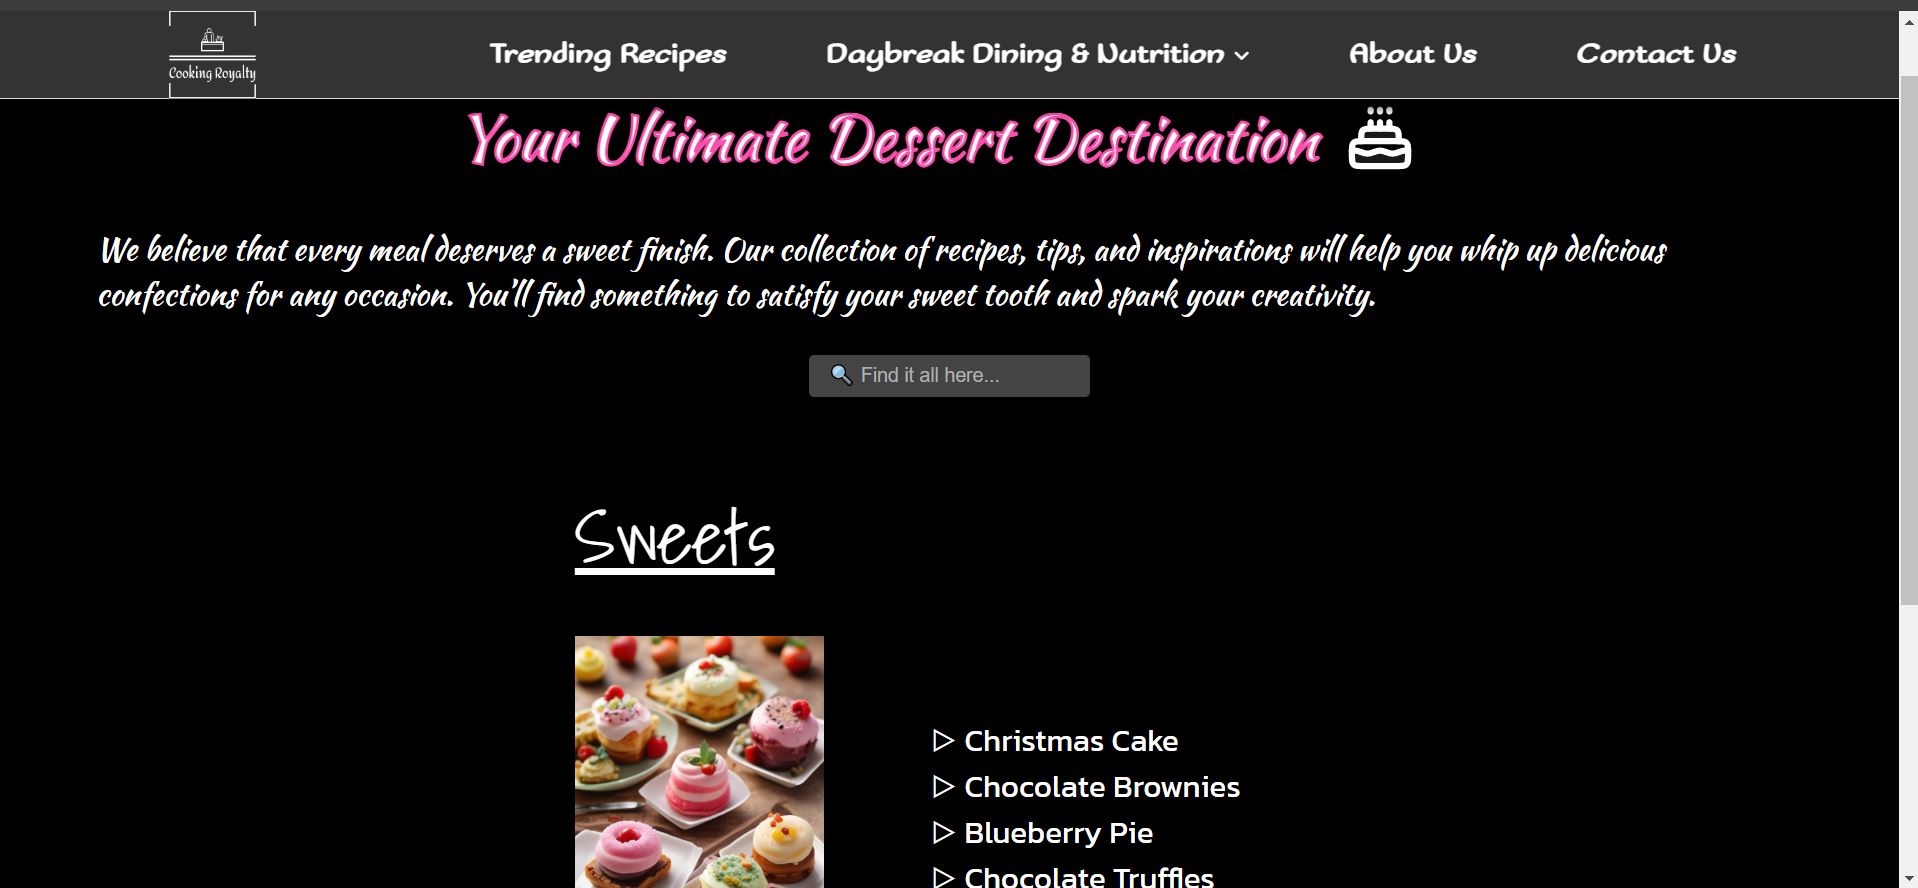 Cooking Royalty
Trending Recipes
Daybreak Dining & Nutrition
About Us
Contact Us
Your Ultimate Dessert Destination
We believe that every meal deserves a sweet finish. Our collection of recipes, tips, and inspirations will help you whip up delicious
confections for any occasion. You'll find something to satisfy your sweet tooth and spark your creativity.
🔍 Find it all here...
Sweets
▷ Christmas Cake
▷ Chocolate Brownies
▷ Blueberry Pie
▷ Chocolate Truffles